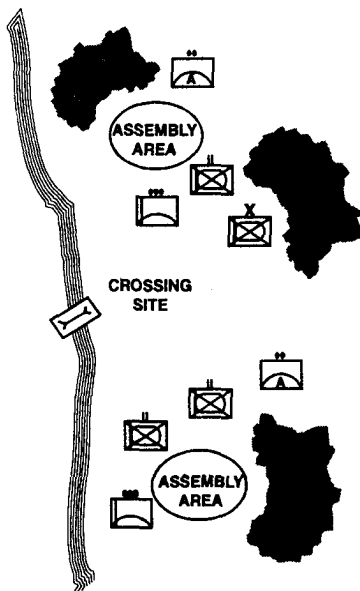 A
ASSEMBLY
AREA
X
CROSSING
SITE
A
ASSEMBLY
AREA